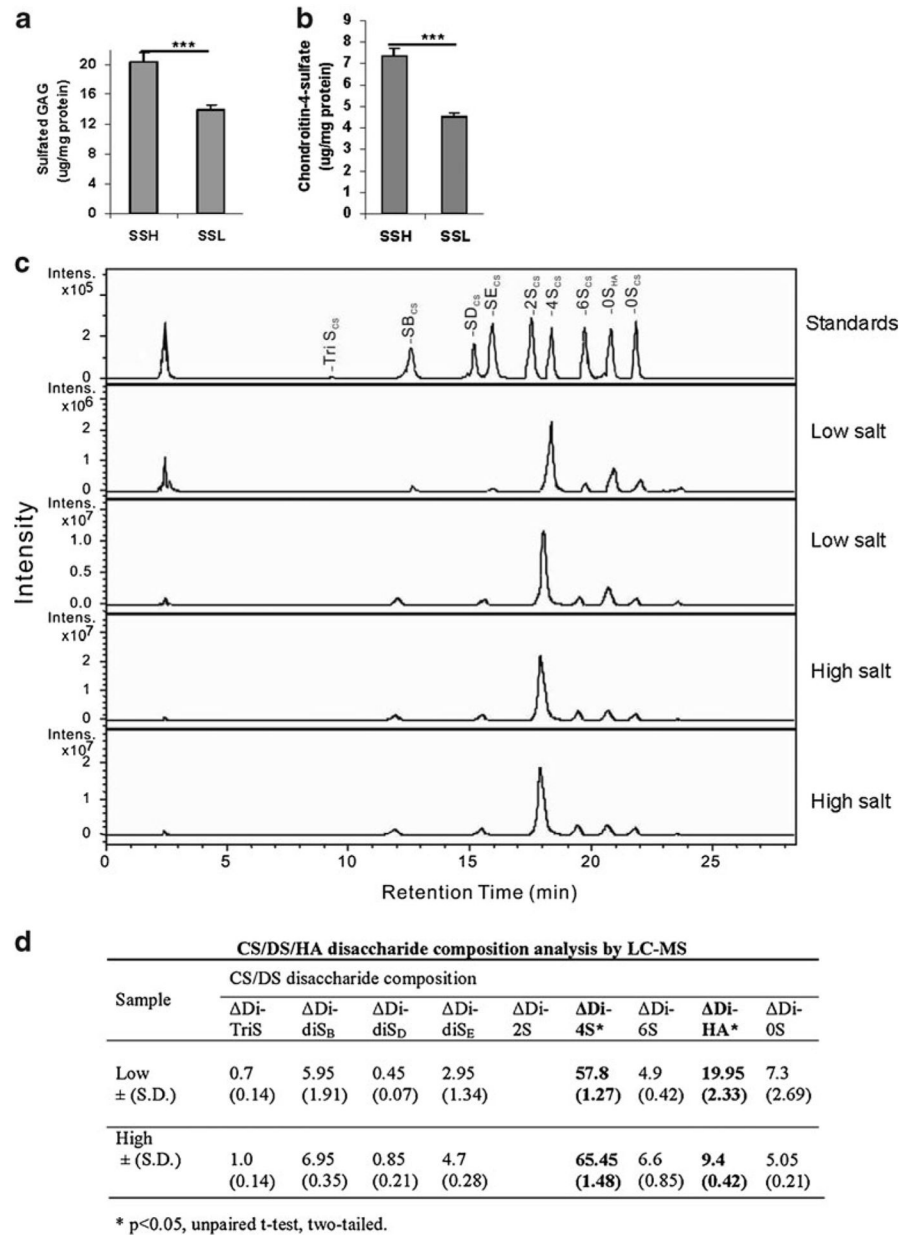 a
***
Sulfated GAG
(ug/mg protein)
20
16
12
8
4
0
SSH SSL
b
***
Chondroitin-4-sulfate
(ug/mg protein)
9
8
7
6
5
4
3
2
1
0
SSH SSL
c
Intensity
Intens.
x10⁵
2
0
-Tri S_CS
-SB_CS
-SD_CS
-SE_CS
-2S_CS
-4S_CS
-6S_CS
-0S_HA
-0S_CS
Standards
Intens.
x10⁶
2
1
0
Low salt
Intens.
x10⁷
1.0
0.5
0.0
Low salt
Intens.
x10⁷
2
1
0
High salt
Intens.
x10⁷
2
1
0
High salt
0 5 10 15 20 25
Retention Time (min)
d
CS/DS/HA disaccharide composition analysis by LC-MS
Sample
CS/DS disaccharide composition
ΔDi- ΔDi- ΔDi- ΔDi- ΔDi- ΔDi- ΔDi- ΔDi- ΔDi-
TriS diS_B diS_D diS_E 2S 4S* 6S HA* 0S
Low 0.7 5.95 0.45 2.95 57.8 4.9 19.95 7.3
± (S.D.) (0.14) (1.91) (0.07) (1.34) (1.27) (0.42) (2.33) (2.69)
High
± (S.D.) 1.0 6.95 0.85 4.7 65.45 6.6 9.4 5.05
(0.14) (0.35) (0.21) (0.28) (1.48) (0.85) (0.42) (0.21)
* p<0.05, unpaired t-test, two-tailed.